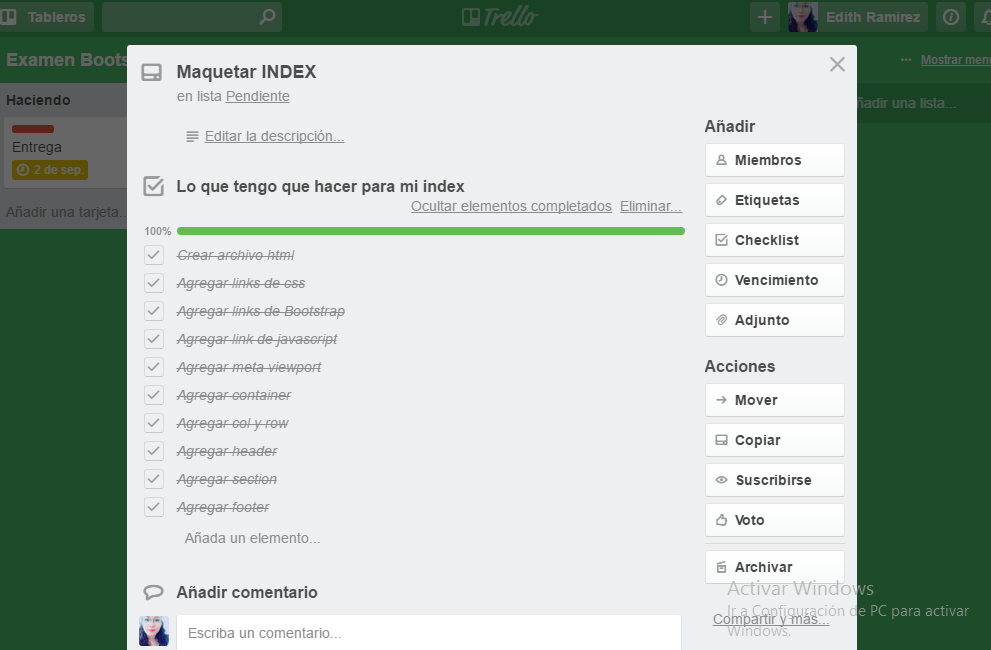 Tableros
Trello
Edith Ramirez
Examen Boots
Mostrar menú
Haciendo
Entrega
2 de sep.
Añadir una tarjeta...
ñadir una lista...
Maquetar INDEX
en lista Pendiente
Editar la descripción...
Lo que tengo que hacer para mi index
Ocultar elementos completados Eliminar...
100%
Crear archivo html
Agregar links de css
Agregar links de Bootstrap
Agregar link de javascript
Agregar meta viewport
Agregar container
Agregar col y row
Agregar header
Agregar section
Agregar footer
Añada un elemento...
Añadir comentario
Escriba un comentario...
Añadir
Miembros
Etiquetas
Checklist
Vencimiento
Adjunto
Acciones
Mover
Copiar
Suscribirse
Voto
Archivar
Compartir y más...
Activar Windows
Ir a Configuración de PC para activar
Windows.